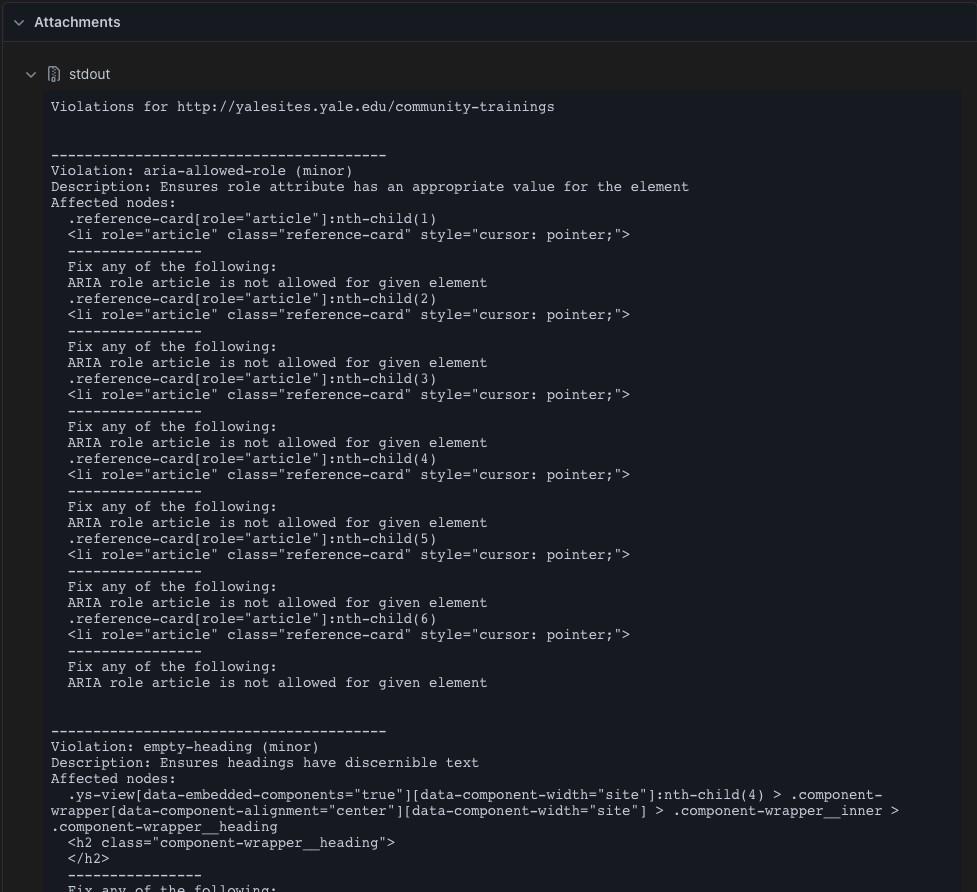 Attachments
stdout
Violations for http://yalesites.yale.edu/community-trainings
----------------------------------------
Violation: aria-allowed-role (minor)
Description: Ensures role attribute has an appropriate value for the element
Affected nodes:
.reference-card[role="article"]:nth-child(1)
<li role="article" class="reference-card" style="cursor: pointer;">
----------------
Fix any of the following:
ARIA role article is not allowed for given element
.reference-card[role="article"]:nth-child(2)
<li role="article" class="reference-card" style="cursor: pointer;">
----------------
Fix any of the following:
ARIA role article is not allowed for given element
.reference-card[role="article"]:nth-child(3)
<li role="article" class="reference-card" style="cursor: pointer;">
----------------
Fix any of the following:
ARIA role article is not allowed for given element
.reference-card[role="article"]:nth-child(4)
<li role="article" class="reference-card" style="cursor: pointer;">
----------------
Fix any of the following:
ARIA role article is not allowed for given element
.reference-card[role="article"]:nth-child(5)
<li role="article" class="reference-card" style="cursor: pointer;">
----------------
Fix any of the following:
ARIA role article is not allowed for given element
.reference-card[role="article"]:nth-child(6)
<li role="article" class="reference-card" style="cursor: pointer;">
----------------
Fix any of the following:
ARIA role article is not allowed for given element
----------------------------------------
Violation: empty-heading (minor)
Description: Ensures headings have discernible text
Affected nodes:
.ys-view[data-embedded-components="true"][data-component-width="site"]:nth-child(4) > .component-
wrapper[data-component-alignment="center"][data-component-width="site"] > .component-wrapper__inner >
.component-wrapper__heading
<h2 class="component-wrapper__heading">
</h2>
----------------
Fix any of the following: